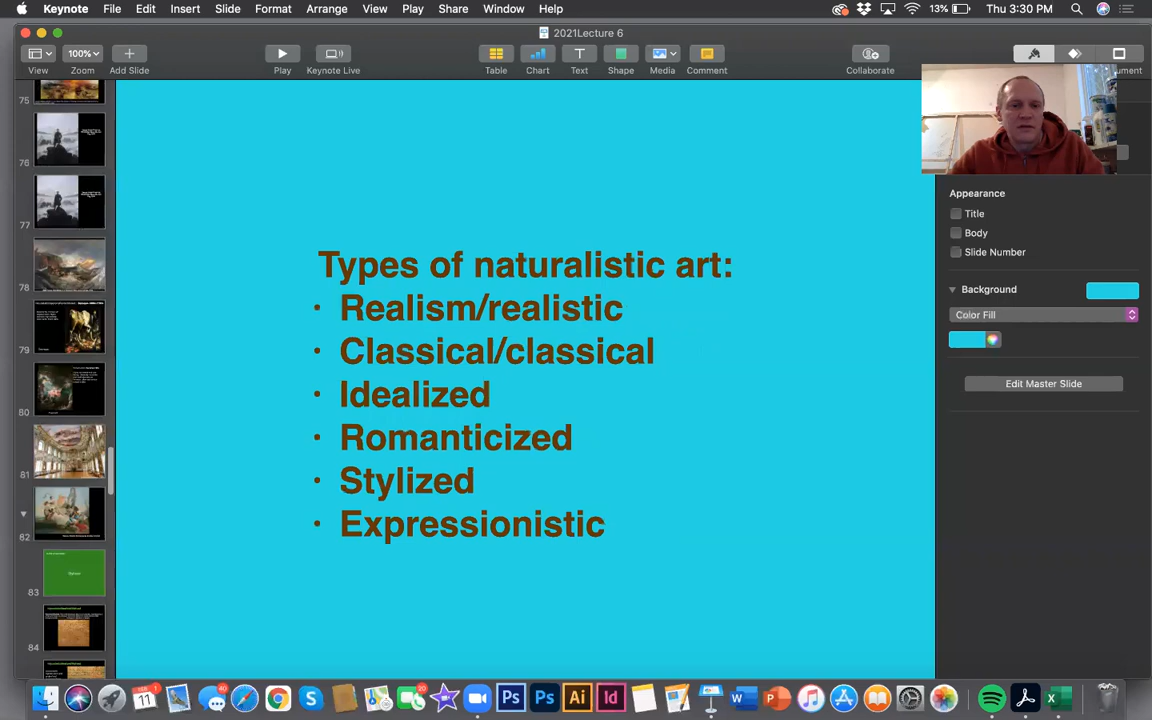 Keynote File Edit Insert Slide Format Arrange View Play Share Window Help 13% Thu 3:30 PM
2021Lecture 6
100%
View Zoom Add Slide Play Keynote Live Table Chart Text Shape Media Comment Collaborate ument
75
76
77
78
79
80
81
82
83
84
Types of naturalistic art:
· Realism/realistic
· Classical/classical
· Idealized
· Romanticized
· Stylized
· Expressionistic
Appearance
Title
Body
Slide Number
Background
Color Fill
Edit Master Slide